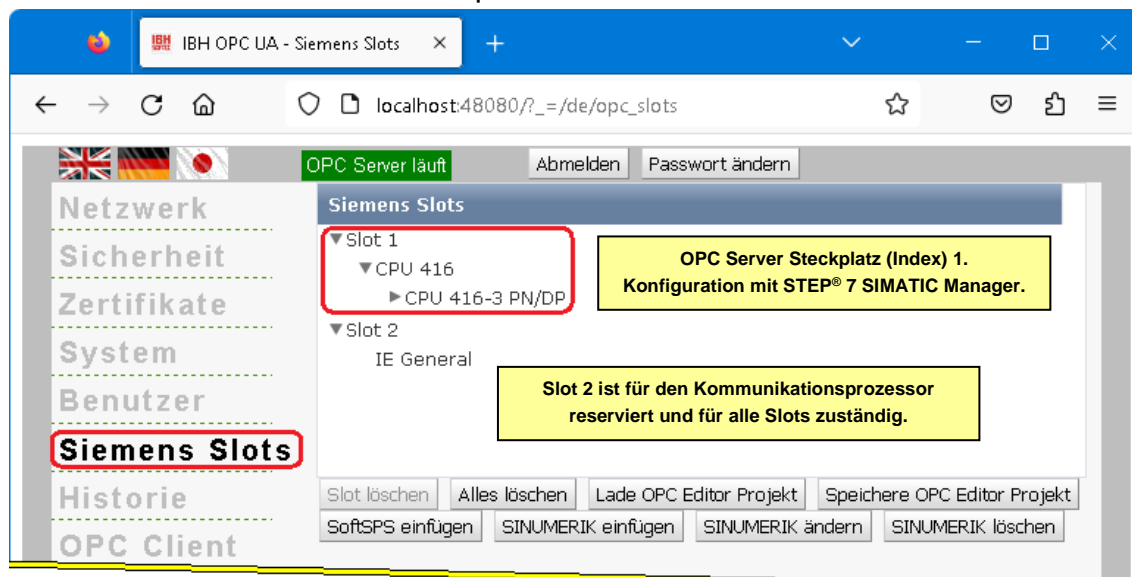 IBH OPC UA - Siemens Slots
localhost:48080/?_=/de/opc_slots
OPC Server läuft
Abmelden
Passwort ändern
Netzwerk
Sicherheit
Zertifikate
System
Benutzer
Siemens Slots
Historie
OPC Client
Siemens Slots
Slot 1
CPU 416
CPU 416-3 PN/DP
OPC Server Steckplatz (Index) 1.
Konfiguration mit STEP® 7 SIMATIC Manager.
Slot 2
IE General
Slot 2 ist für den Kommunikationsprozessor
reserviert und für alle Slots zuständig.
Slot löschen
Alles löschen
Lade OPC Editor Projekt
Speichere OPC Editor Projekt
SoftSPS einfügen
SINUMERIK einfügen
SINUMERIK ändern
SINUMERIK löschen